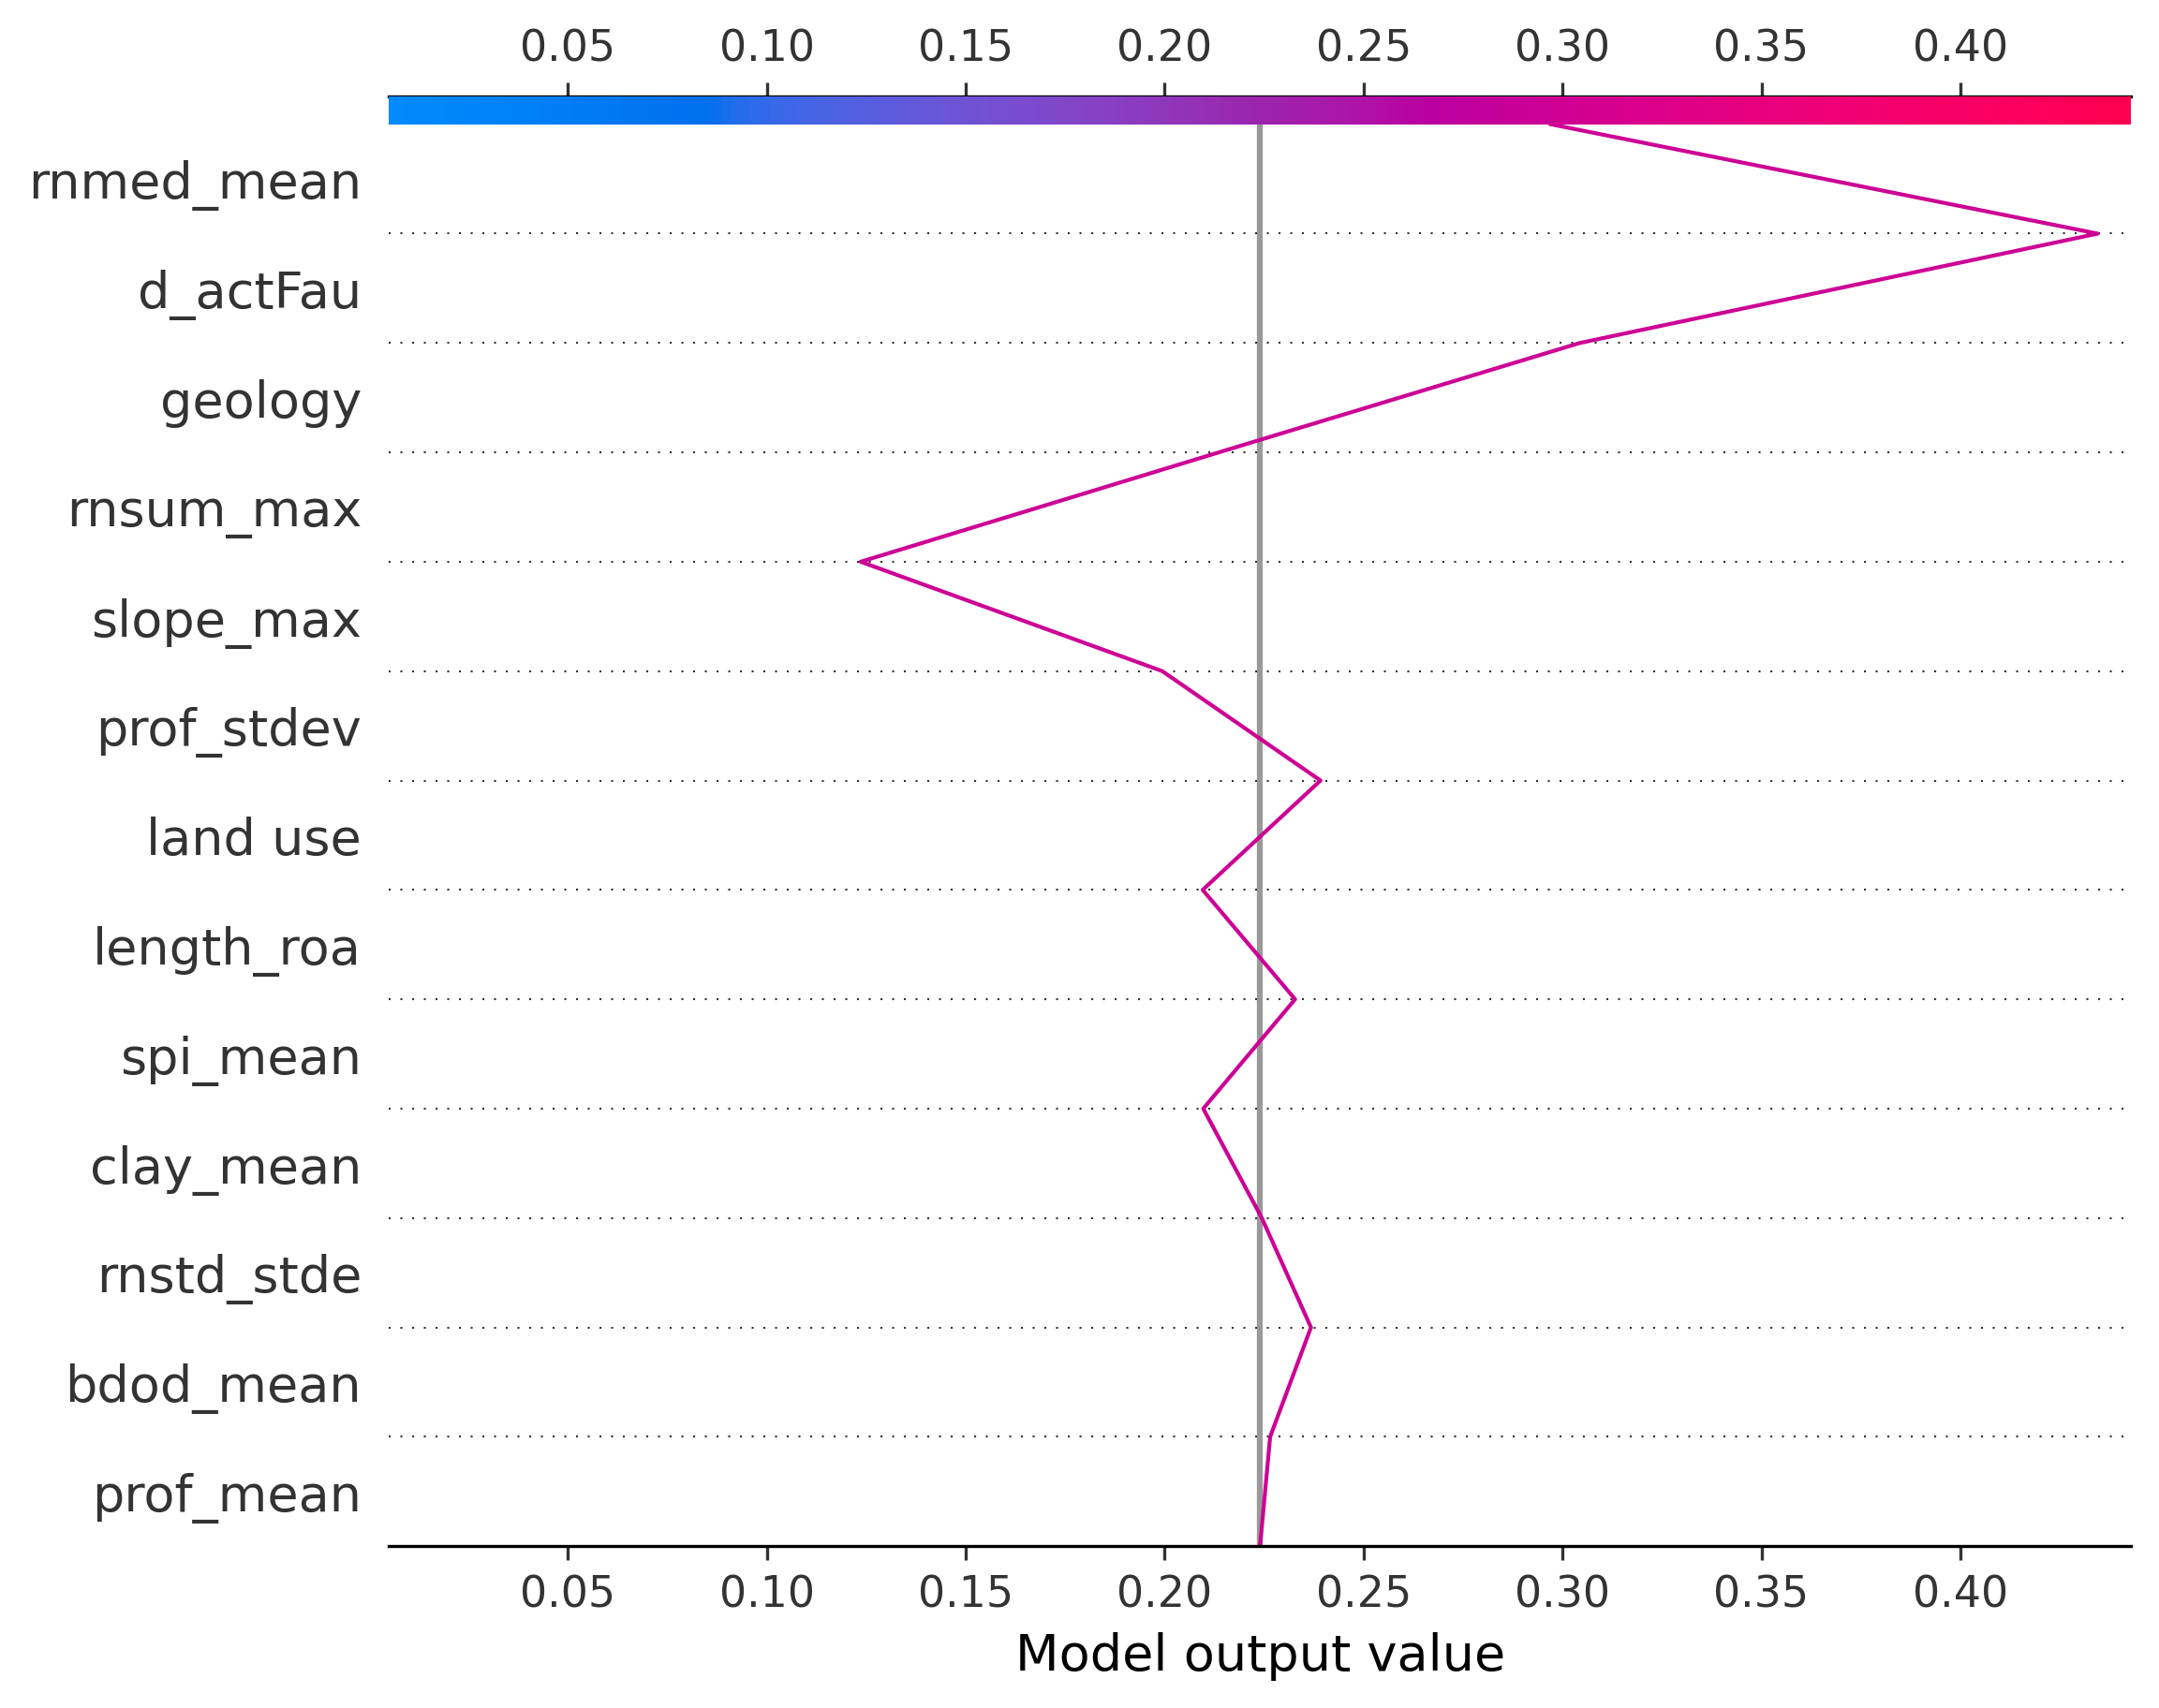 0.05 0.10 0.15 0.20 0.25 0.30 0.35 0.40
rnmed_mean
d_actFau
geology
rnsum_max
slope_max
prof_stdev
land use
length_roa
spi_mean
clay_mean
rnstd_stde
bdod_mean
prof_mean
0.05 0.10 0.15 0.20 0.25 0.30 0.35 0.40
Model output value